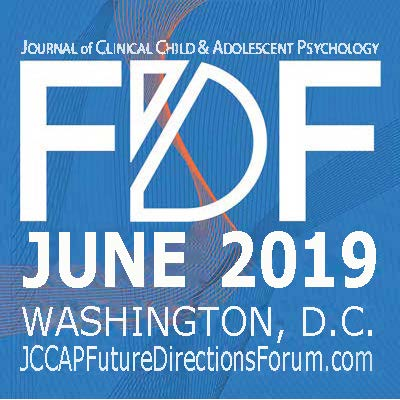 JOURNAL of CLINICAL CHILD & ADOLESCENT PSYCHOLOGY
FDF
JUNE 2019
WASHINGTON, D.C.
JCCAPFutureDirectionsForum.com